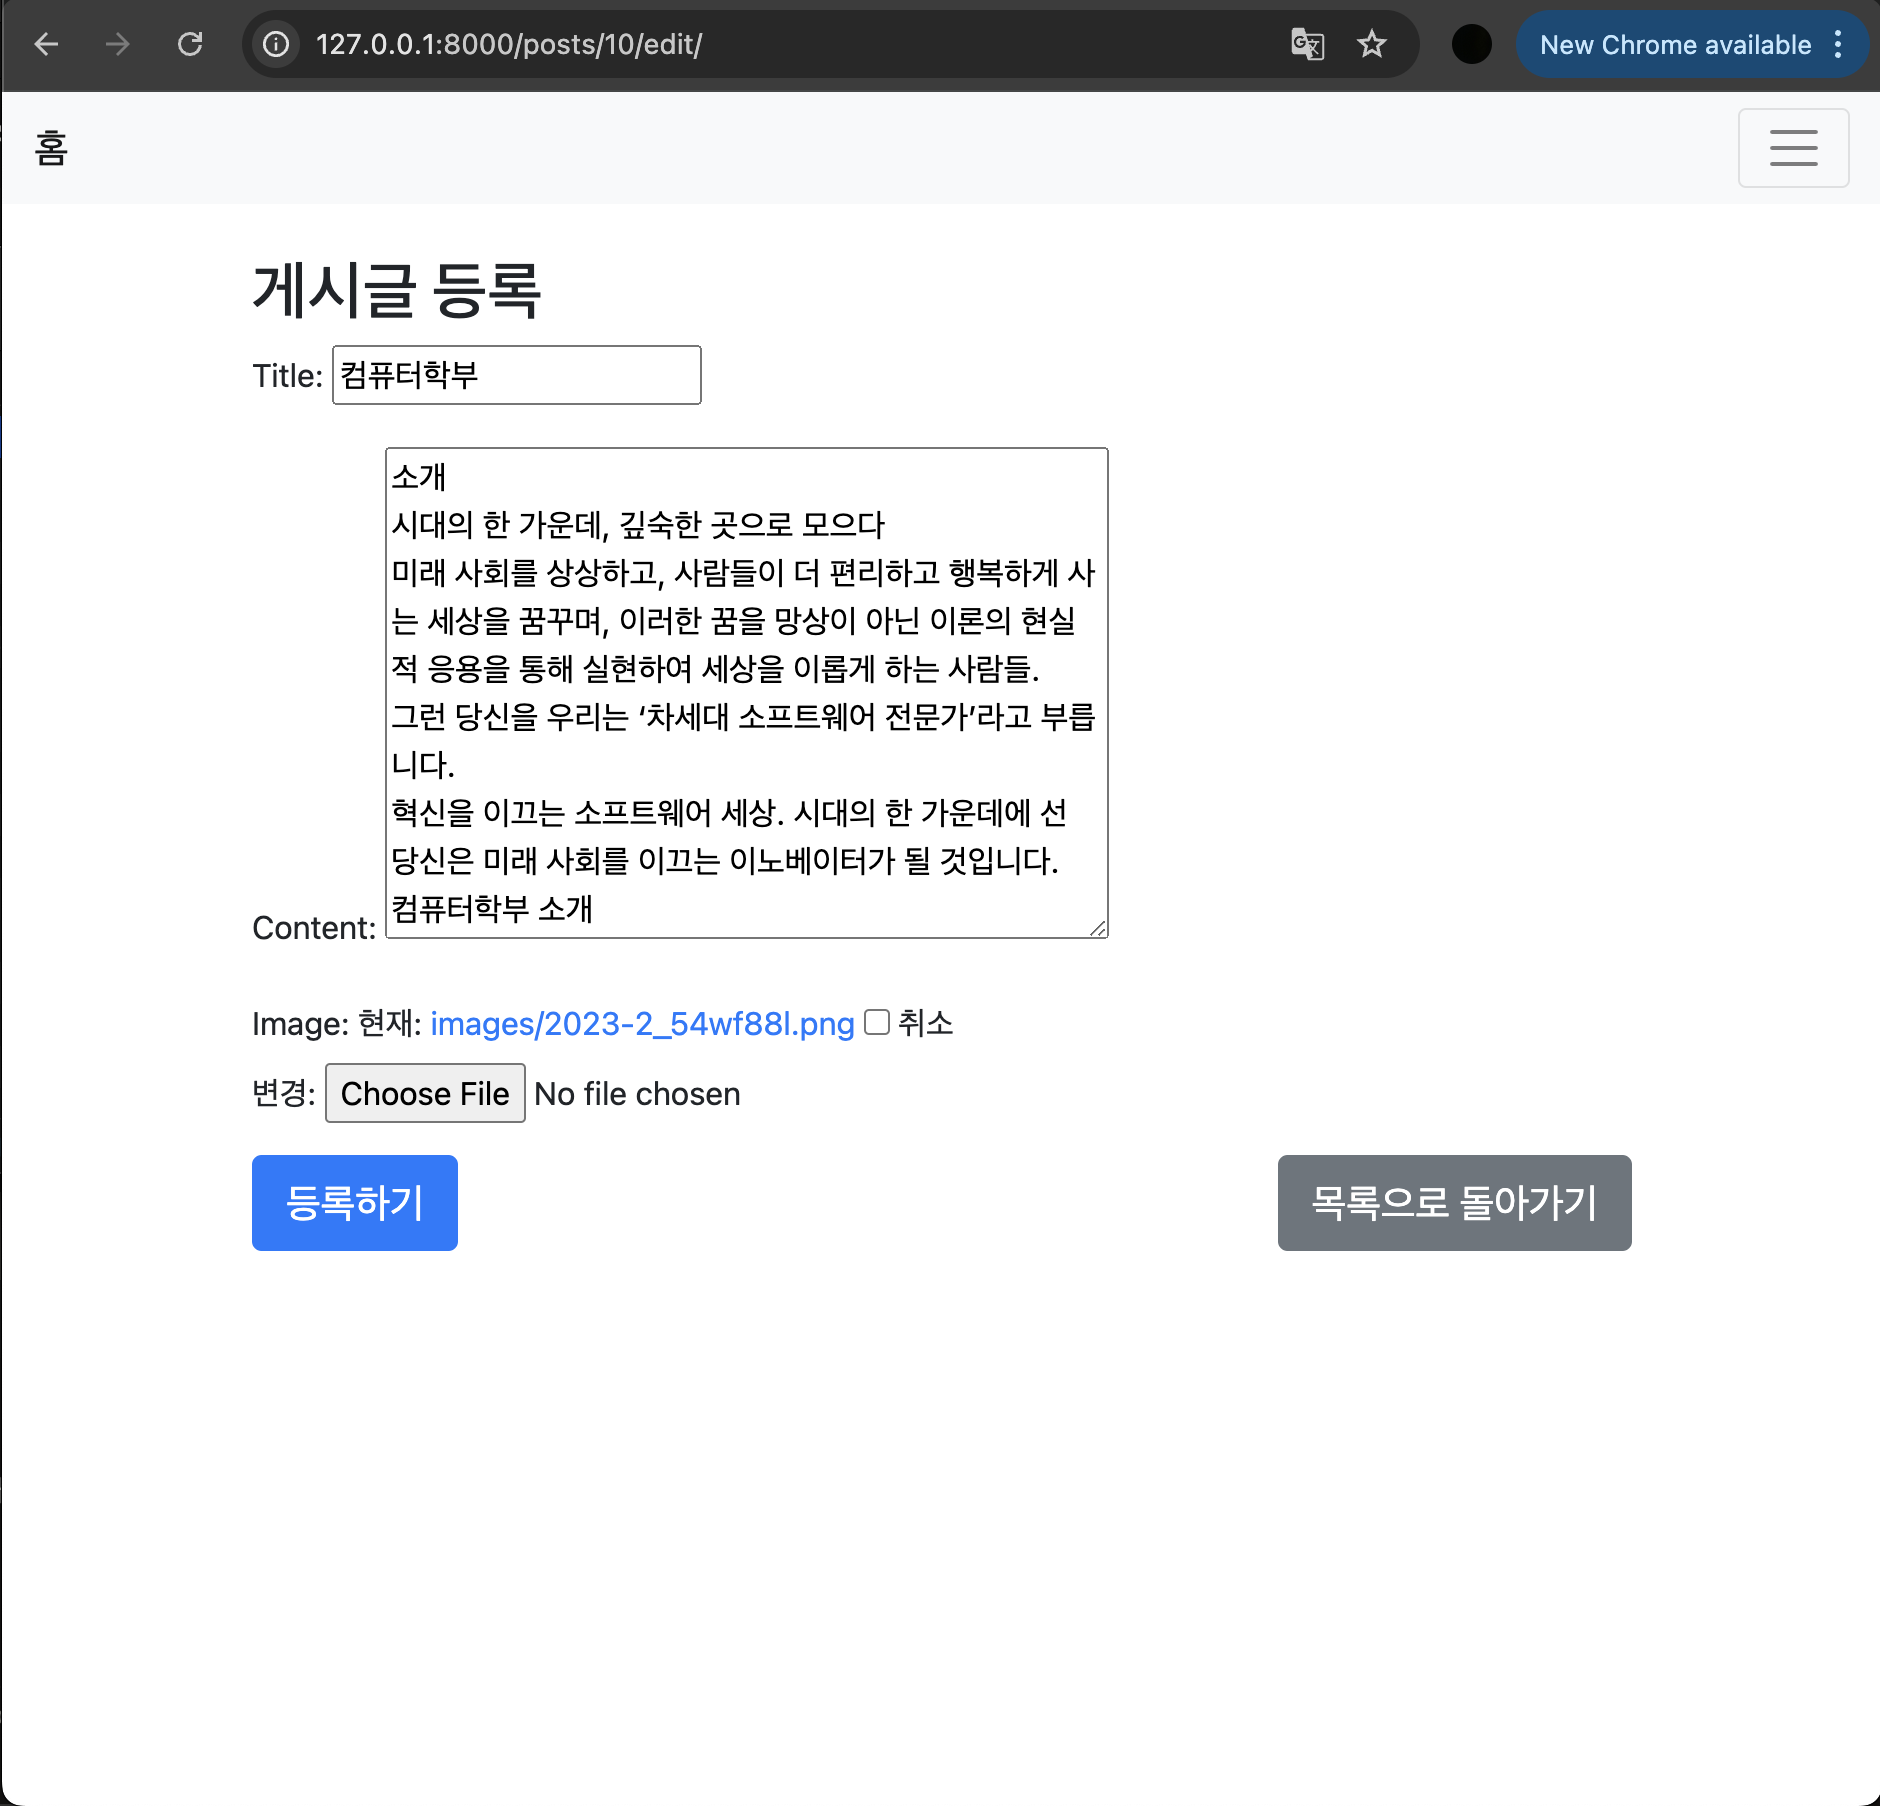 127.0.0.1:8000/posts/10/edit/
New Chrome available
홈
게시글 등록
Title: 컴퓨터학부
소개
시대의 한 가운데, 깊숙한 곳으로 모으다
미래 사회를 상상하고, 사람들이 더 편리하고 행복하게 사
는 세상을 꿈꾸며, 이러한 꿈을 망상이 아닌 이론의 현실
적 응용을 통해 실현하여 세상을 이롭게 하는 사람들.
그런 당신을 우리는 ‘차세대 소프트웨어 전문가’라고 부릅
니다.
혁신을 이끄는 소프트웨어 세상. 시대의 한 가운데에 선
당신은 미래 사회를 이끄는 이노베이터가 될 것입니다.
컴퓨터학부 소개
Content:
Image: 현재: images/2023-2_54wf88l.png 취소
변경: Choose File No file chosen
등록하기 목록으로 돌아가기